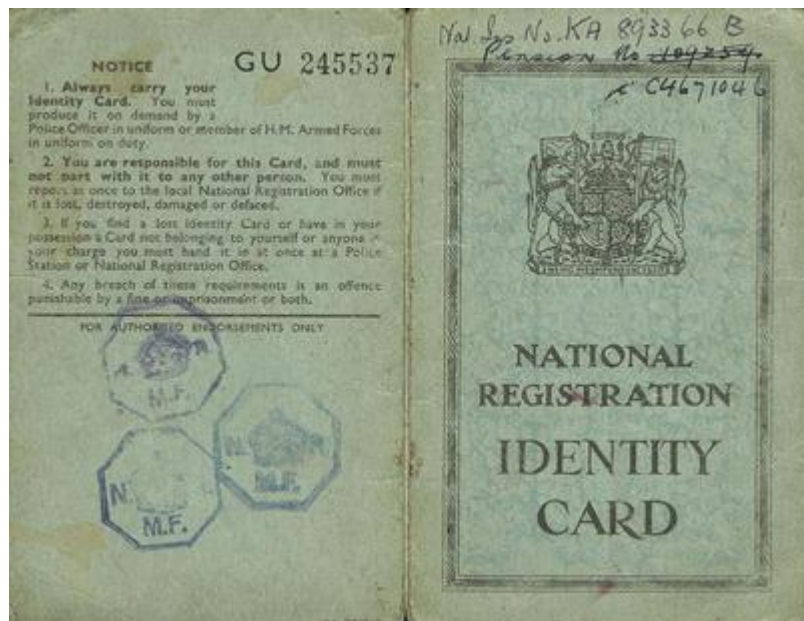 NOTICE GU 245537
1. Always carry your
Identity Card. You must
produce it on demand by a
Police Officer in uniform or member of H.M. Armed Forces
in uniform on duty.
2. You are responsible for this Card, and must
not part with it to any other person. You must
report at once to the local National Registration Office if
it is lost, destroyed, damaged or defaced.
3. If you find a lost Identity Card or have in your
possession a Card not belonging to yourself or anyone in
your charge you must hand it in at once at a Police
Station or National Registration Office.
4. Any breach of these requirements is an offence
punishable by a fine or imprisonment or both.
FOR AUTHORISED ENDORSEMENTS ONLY
R
M.F.
N. R
M.F.
N.
M.F.
Nat. Ins No. KA 893366 B
Pension No 109254
C4671046
NATIONAL
REGISTRATION
IDENTITY
CARD